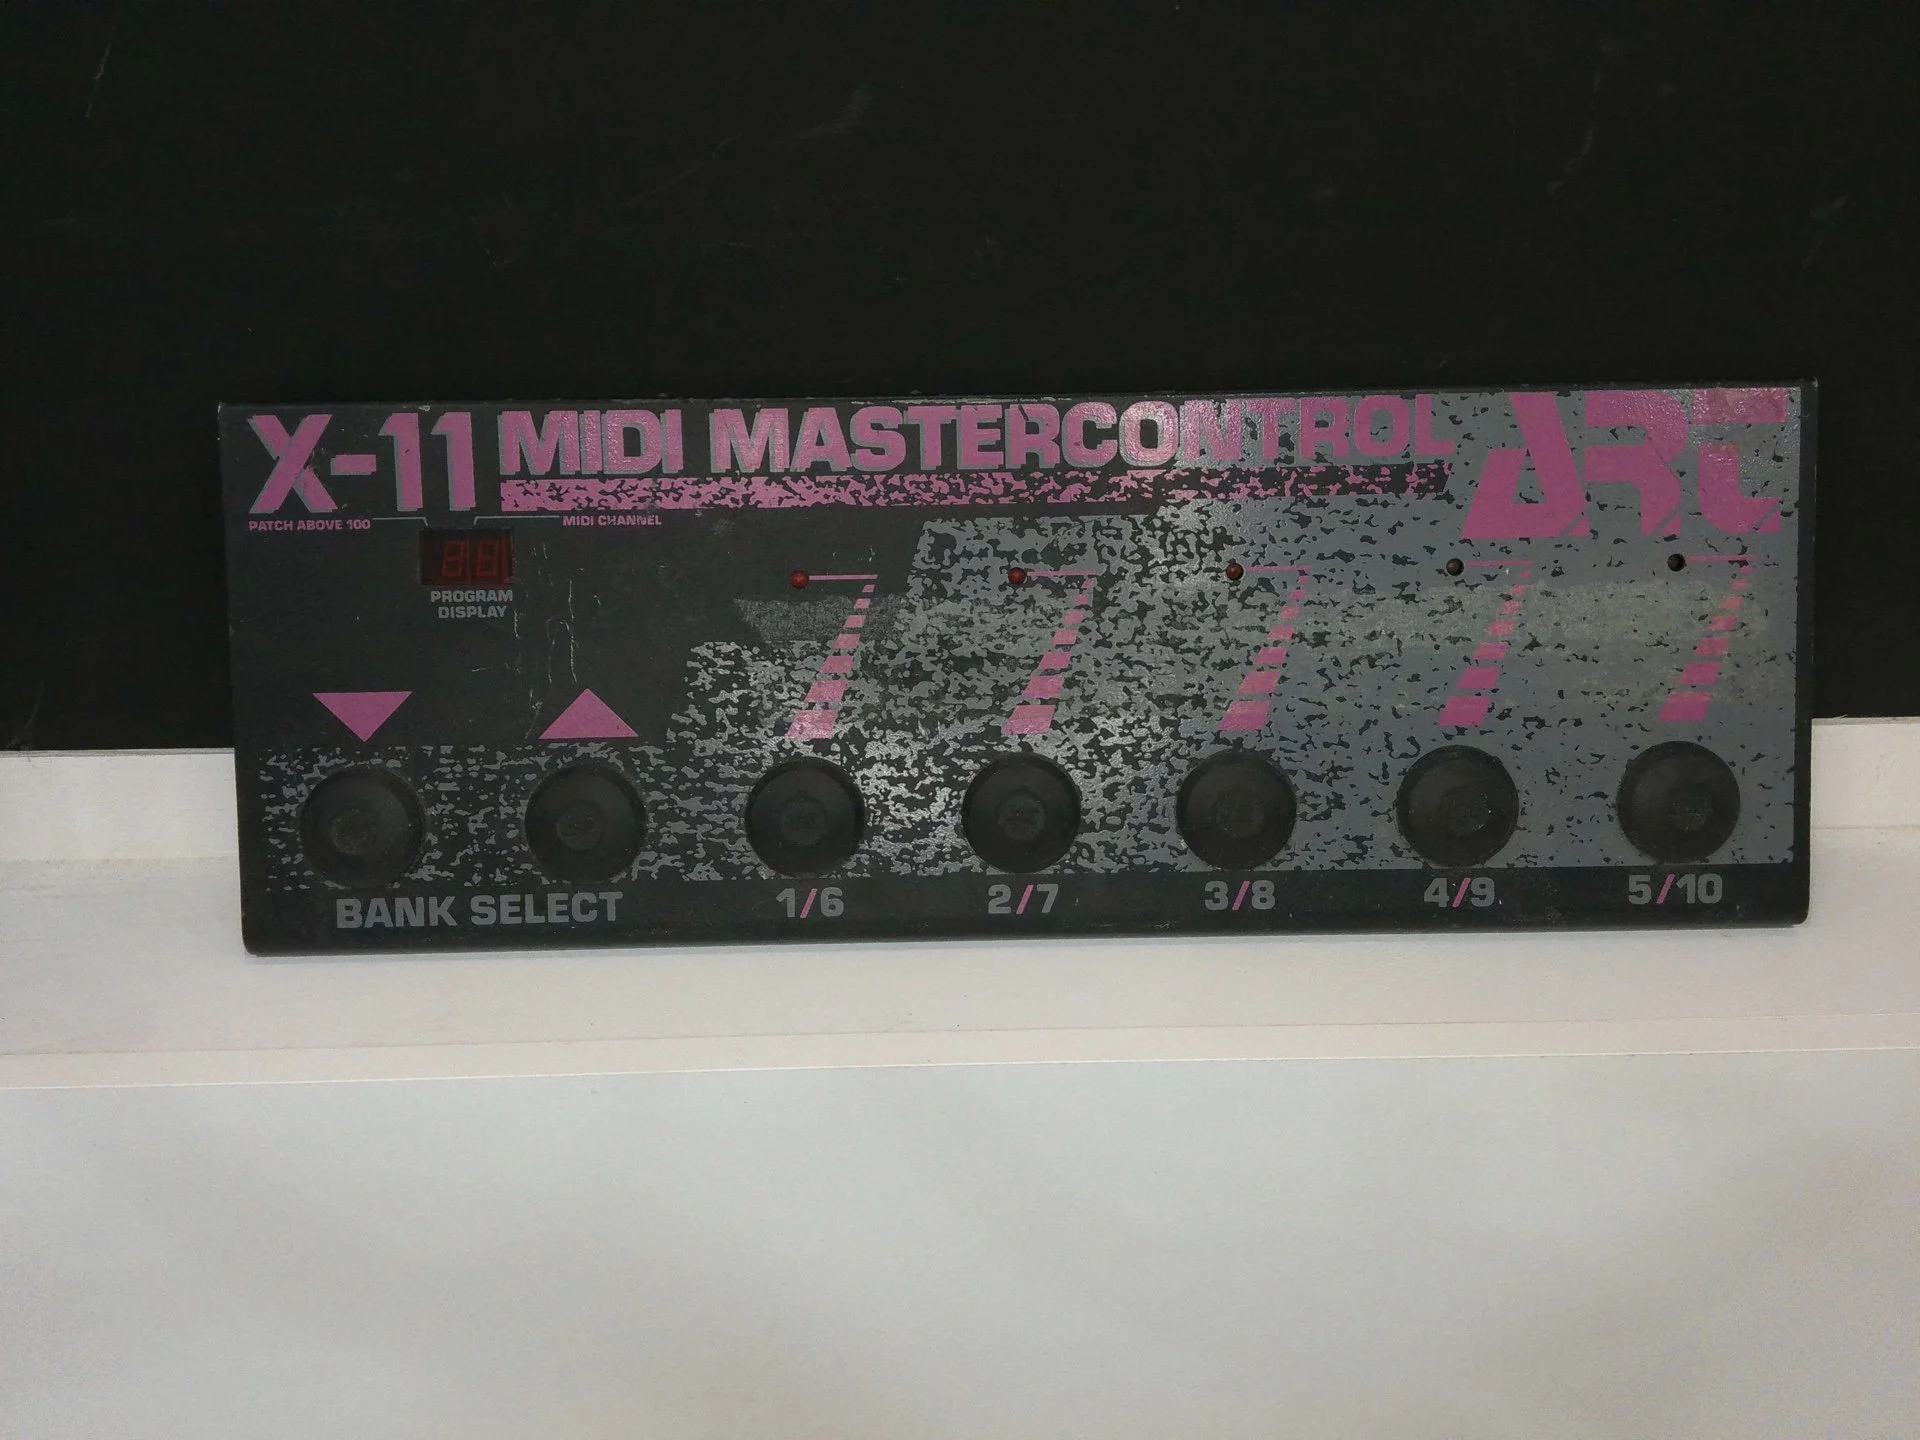 X-11 MIDI MASTERCONTROL ART
PATCH ABOVE 100 MIDI CHANNEL
PROGRAM
DISPLAY
BANK SELECT 1/6 2/7 3/8 4/9 5/10